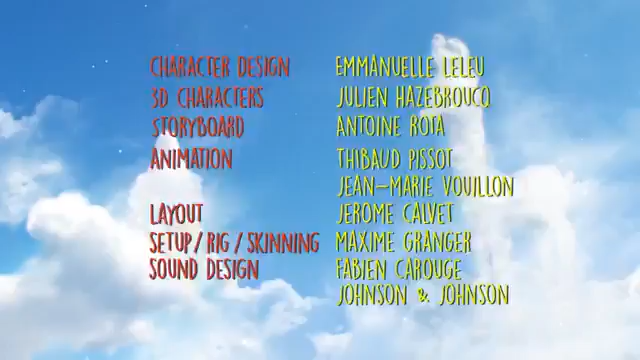 CHARACTER DESIGN EMMANUELLE LELEU
3D CHARACTERS JULIEN HAZEBROUCQ
STORYBOARD ANTOINE ROTA
ANIMATION THIBAUD PISSOT
JEAN-MARIE VOUILLON
LAYOUT JEROME CALVET
SETUP / RIG / SKINNING MAXIME GRANGER
SOUND DESIGN FABIEN CAROUGE
JOHNSON & JOHNSON